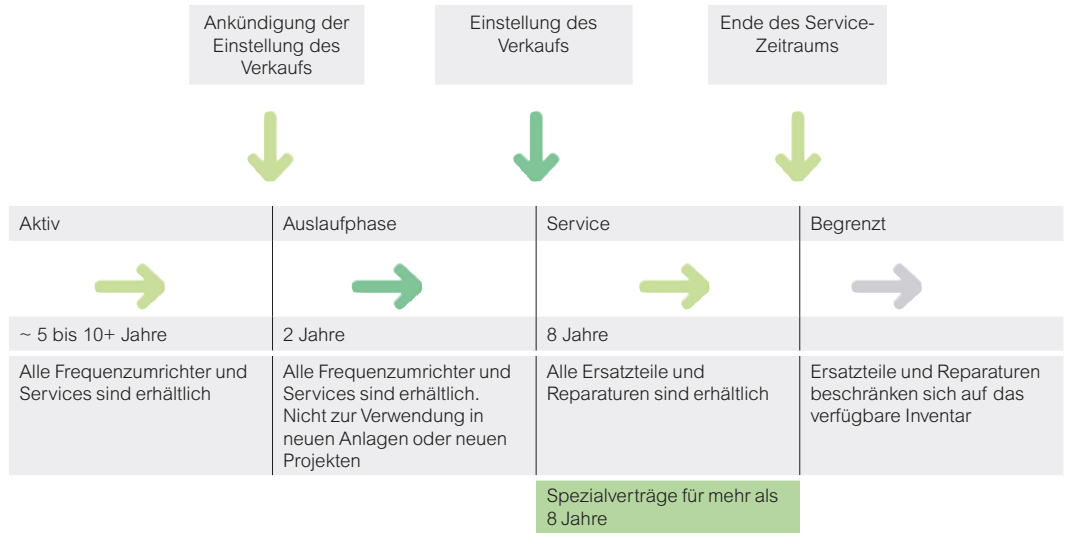 Ankündigung der
Einstellung des
Verkaufs
Einstellung des
Verkaufs
Ende des Service-
Zeitraums
Aktiv
Auslaufphase
Service
Begrenzt
~ 5 bis 10+ Jahre
2 Jahre
8 Jahre
Alle Frequenzumrichter und
Services sind erhältlich
Alle Frequenzumrichter und
Services sind erhältlich.
Nicht zur Verwendung in
neuen Anlagen oder neuen
Projekten
Alle Ersatzteile und
Reparaturen sind erhältlich
Ersatzteile und Reparaturen
beschränken sich auf das
verfügbare Inventar
Spezialverträge für mehr als
8 Jahre